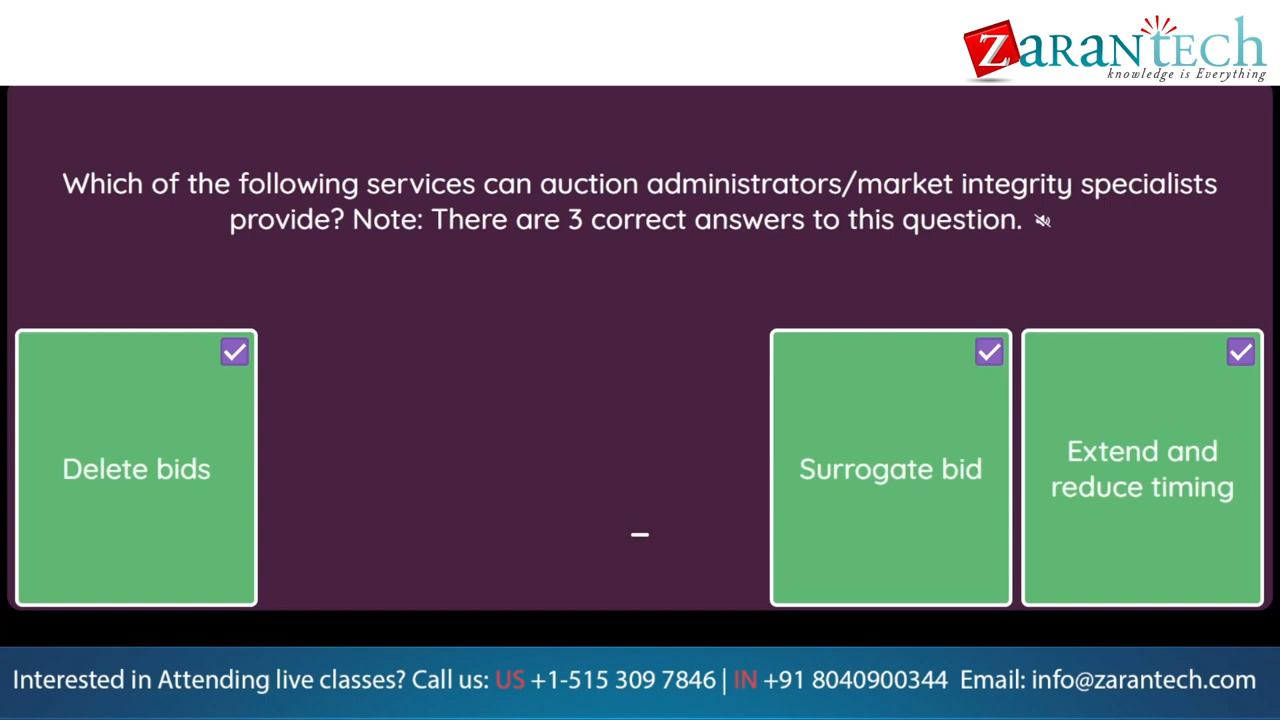 ZARANTECH
knowledge is Everything
Which of the following services can auction administrators/market integrity specialists
provide? Note: There are 3 correct answers to this question.
Delete bids
Surrogate bid
Extend and
reduce timing
Interested in Attending live classes? Call us: US +1-515 309 7846 | IN +91 8040900344 Email: info@zarantech.com